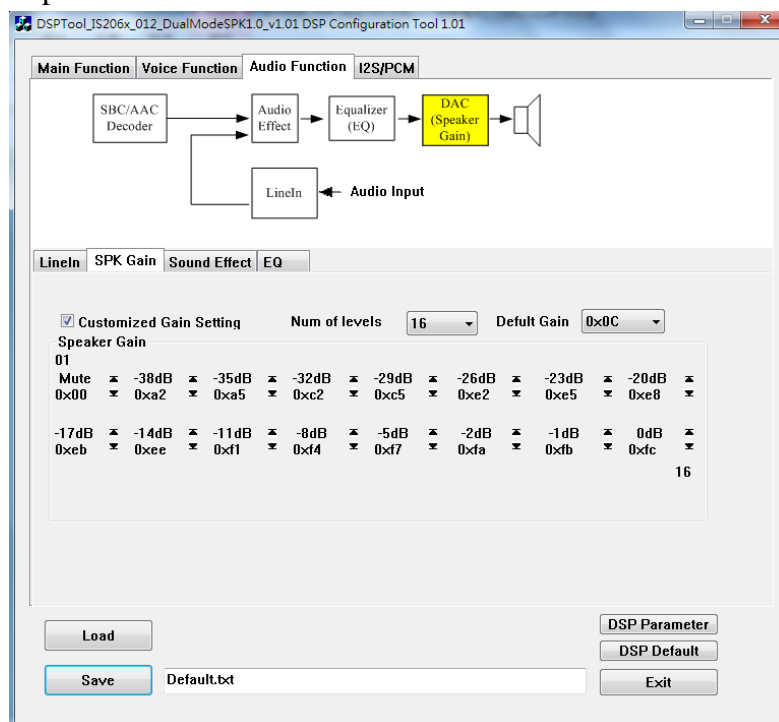 DSPTool_IS206x_012_DualModeSPK1.0_v1.01 DSP Configuration Tool 1.01
Main Function Voice Function Audio Function I2S/PCM
SBC/AAC Decoder
Audio Effect
Equalizer (EQ)
DAC (Speaker Gain)
LineIn
Audio Input
LineIn SPK Gain Sound Effect EQ
Customized Gain Setting Num of levels 16 Defult Gain 0x0C
Speaker Gain
01
Mute -38dB -35dB -32dB -29dB -26dB -23dB -20dB
0x00 0xa2 0xa5 0xc2 0xc5 0xe2 0xe5 0xe8
-17dB -14dB -11dB -8dB -5dB -2dB -1dB 0dB
0xeb 0xee 0xf1 0xf4 0xf7 0xfa 0xfb 0xfc
16
Load
DSP Parameter
DSP Default
Save Default.txt Exit